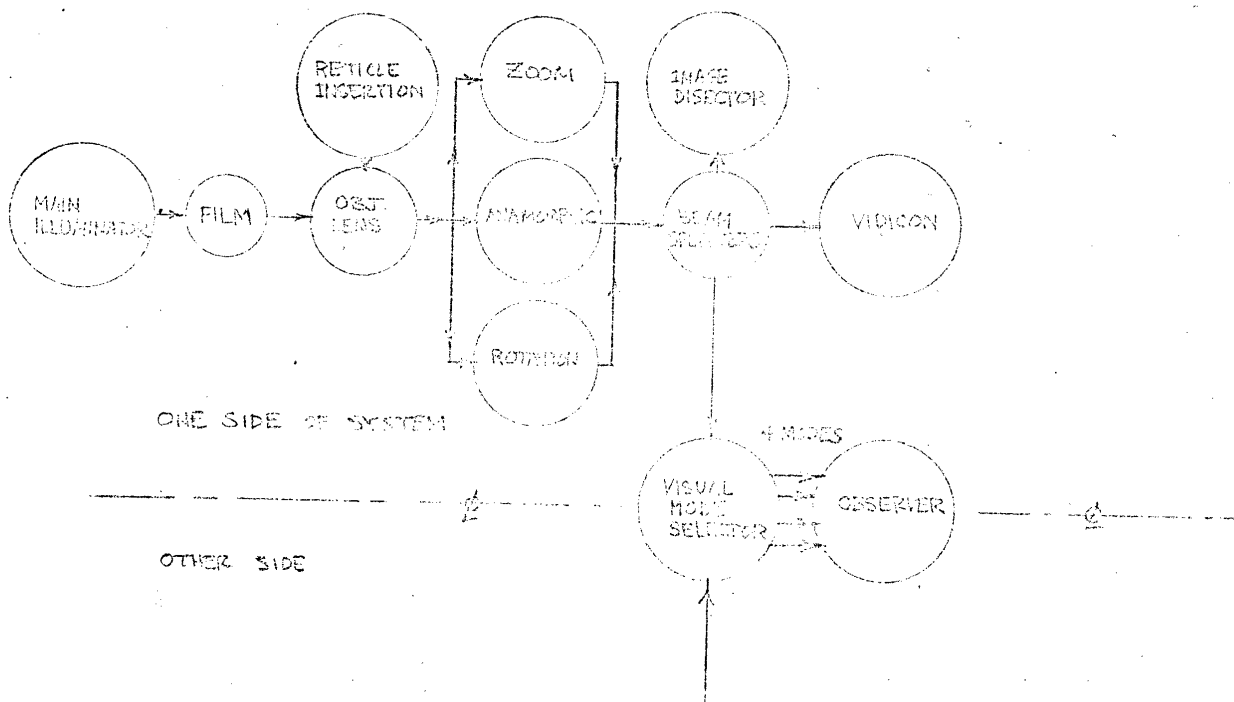 RETICLE
INSERTION
ZOOM
IMAGE
DISECTOR
MAIN
ILLUMINATOR
FILM
OBJ.
LENS
ANAMORPHIC
BEAM
SPLITTERS
VIDICON
ROTATION
ONE SIDE OF SYSTEM
4 MODES
VISUAL
MODE
SELECTOR
OBSERVER
OTHER SIDE